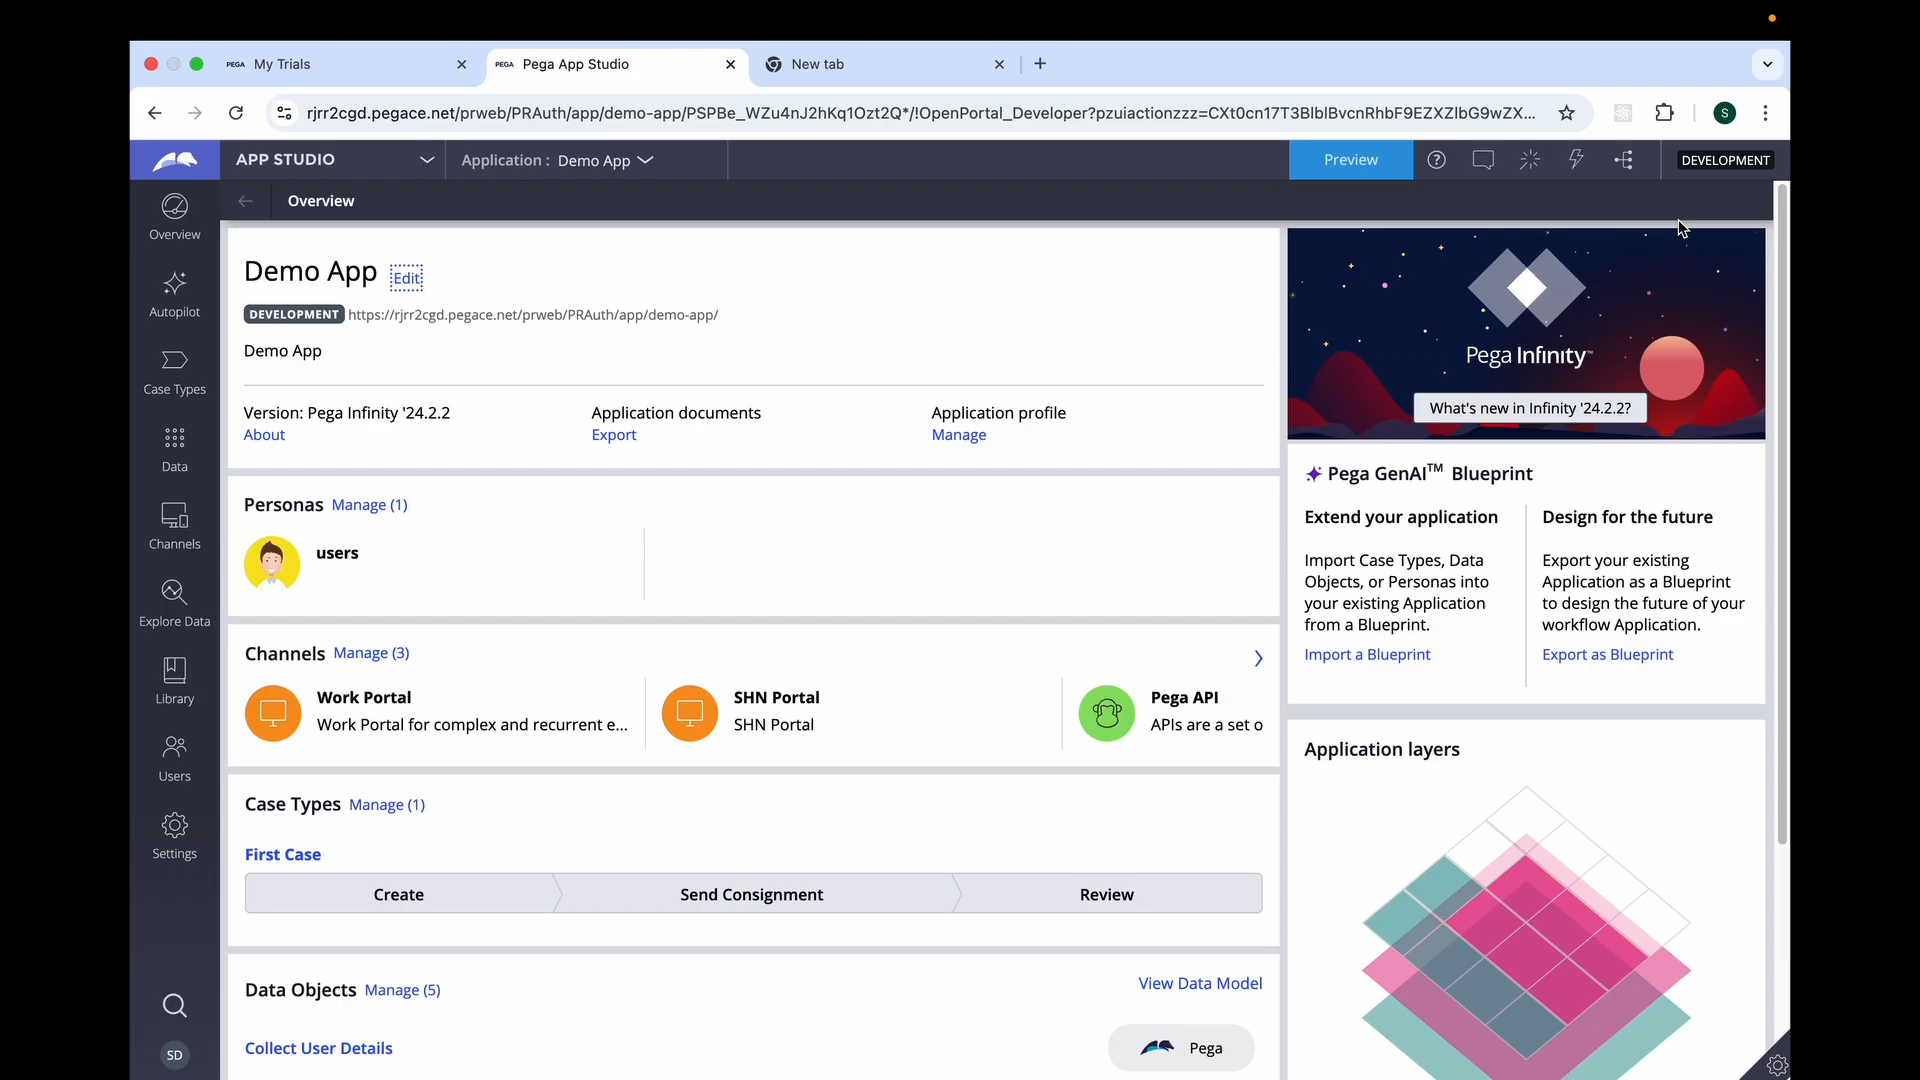 PEGA My Trials
PEGA Pega App Studio
New tab
rjrr2cgd.pegace.net/prweb/PRAuth/app/demo-app/PSPBe_WZu4nJ2hKq1Ozt2Q*/!OpenPortal_Developer?pzuiactionzzz=CXt0cn17T3BlblBvcnRhbF9EZXZlbG9wZX...
S
APP STUDIO
Application : Demo App
Preview
DEVELOPMENT
Overview
Overview
Autopilot
Case Types
Data
Channels
Explore Data
Library
Users
Settings
SD
Demo App Edit
DEVELOPMENT https://rjrr2cgd.pegace.net/prweb/PRAuth/app/demo-app/
Demo App
Version: Pega Infinity '24.2.2
About
Application documents
Export
Application profile
Manage
Personas Manage (1)
users
Channels Manage (3)
Work Portal
Work Portal for complex and recurrent e...
SHN Portal
SHN Portal
Pega API
APIs are a set o
Case Types Manage (1)
First Case
Create
Send Consignment
Review
Data Objects Manage (5)
View Data Model
Collect User Details
Pega
Pega Infinity™
What's new in Infinity '24.2.2?
Pega GenAI™ Blueprint
Extend your application
Import Case Types, Data
Objects, or Personas into
your existing Application
from a Blueprint.
Import a Blueprint
Design for the future
Export your existing
Application as a Blueprint
to design the future of your
workflow Application.
Export as Blueprint
Application layers